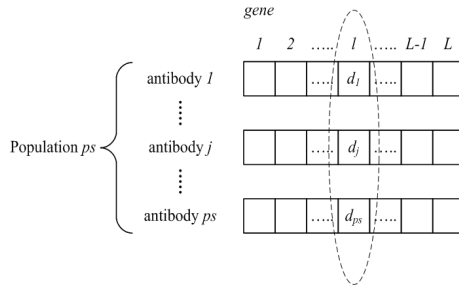 gene
1 2 ..... l ..... L-1 L
antibody 1 ..... d1 .....
Population ps
antibody j ..... dj .....
antibody ps ..... dps .....